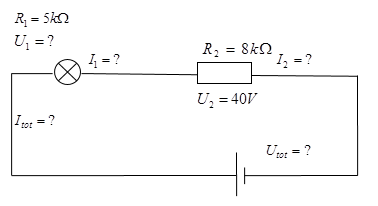 R₁ = 5kΩ
U₁ = ?
I₁ = ?
R₂ = 8kΩ
I₂ = ?
U₂ = 40V
Iₜₒₜ = ?
Uₜₒₜ = ?